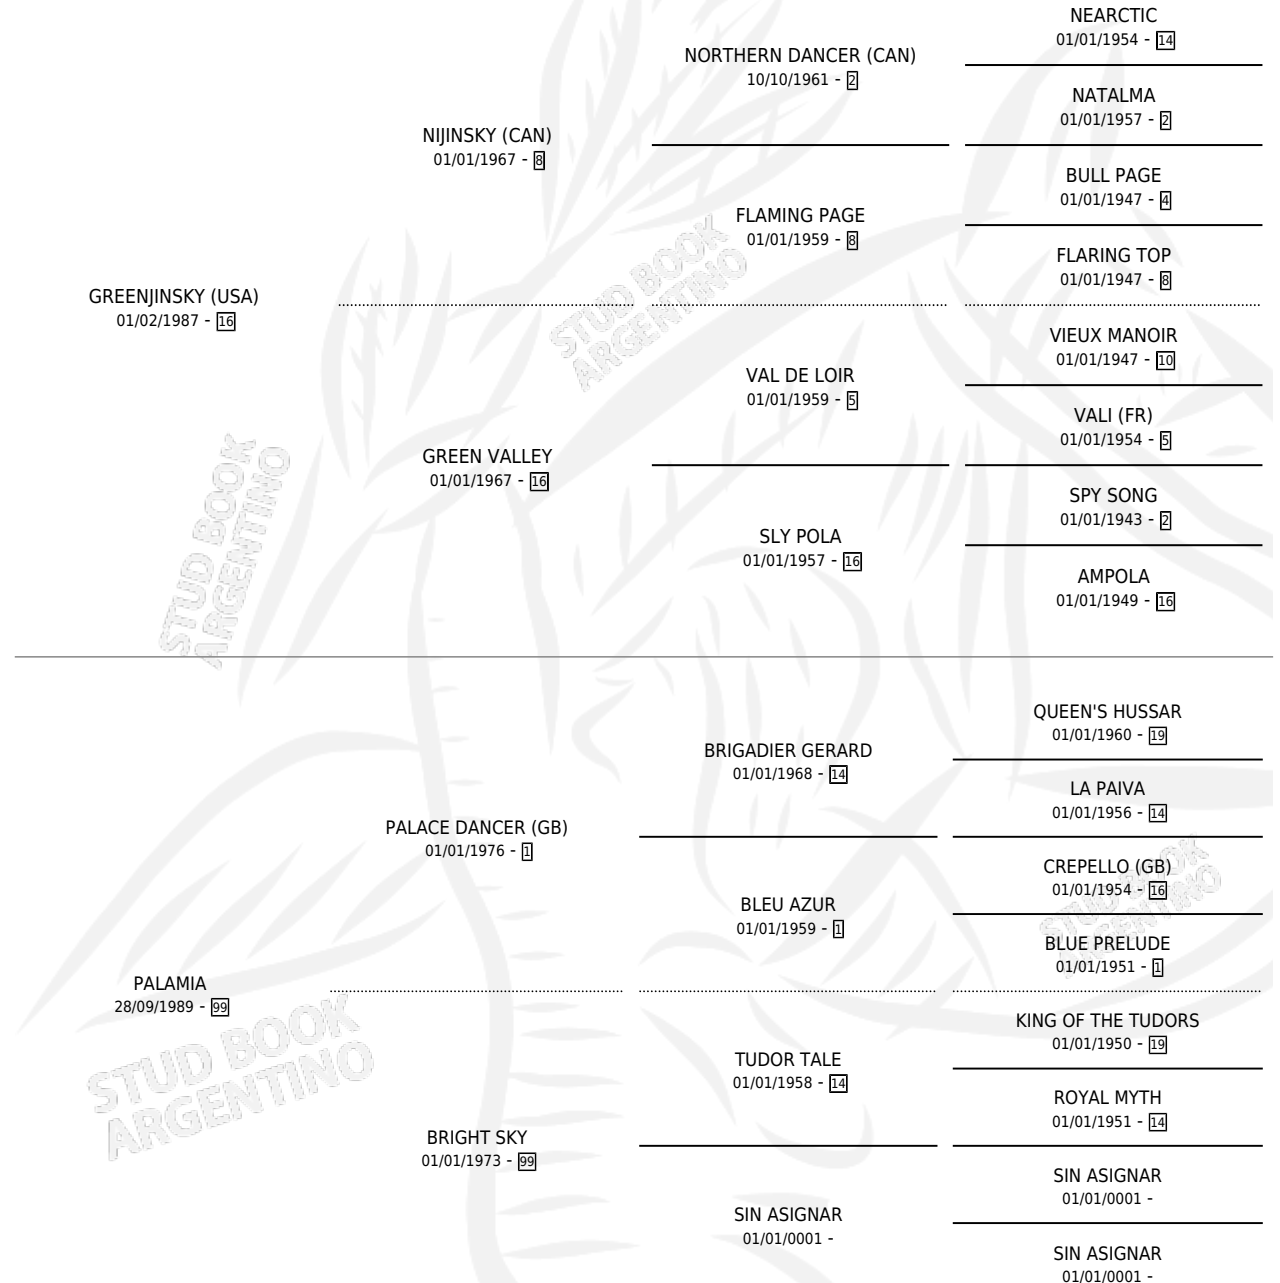 NEARCTIC
01/01/1954 - 14
NORTHERN DANCER (CAN)
10/10/1961 - 2
NATALMA
01/01/1957 - 2
NIJINSKY (CAN)
01/01/1967 - 8
BULL PAGE
01/01/1947 - 4
FLAMING PAGE
01/01/1959 - 8
FLARING TOP
01/01/1947 - 8
GREENJINSKY (USA)
01/02/1987 - 16
VIEUX MANOIR
01/01/1947 - 10
VAL DE LOIR
01/01/1959 - 5
VALI (FR)
01/01/1954 - 5
GREEN VALLEY
01/01/1967 - 16
SPY SONG
01/01/1943 - 2
SLY POLA
01/01/1957 - 16
AMPOLA
01/01/1949 - 16
STUD BOOK
ARGENTINO
STUD BOOK
ARGENTINO
QUEEN'S HUSSAR
01/01/1960 - 19
BRIGADIER GERARD
01/01/1968 - 14
LA PAIVA
01/01/1956 - 14
PALACE DANCER (GB)
01/01/1976 - 1
CREPELLO (GB)
01/01/1954 - 16
BLEU AZUR
01/01/1959 - 1
BLUE PRELUDE
01/01/1951 - 1
STUD BOOK
ARGENTINO
PALAMIA
28/09/1989 - 99
KING OF THE TUDORS
01/01/1950 - 19
TUDOR TALE
01/01/1958 - 14
ROYAL MYTH
01/01/1951 - 14
STUD BOOK
ARGENTINO
BRIGHT SKY
01/01/1973 - 99
SIN ASIGNAR
01/01/0001 -
SIN ASIGNAR
01/01/0001 -
SIN ASIGNAR
01/01/0001 -